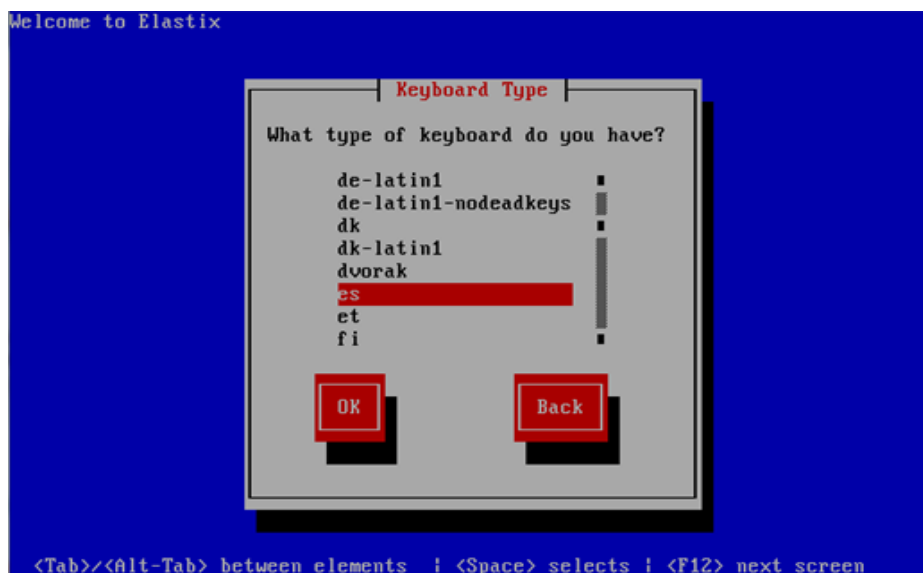 Welcome to Elastix
Keyboard Type
What type of keyboard do you have?
de-latin1
de-latin1-nodeadkeys
dk
dk-latin1
dvorak
es
et
fi
OK Back
<Tab>/<Alt-Tab> between elements | <Space> selects | <F12> next screen